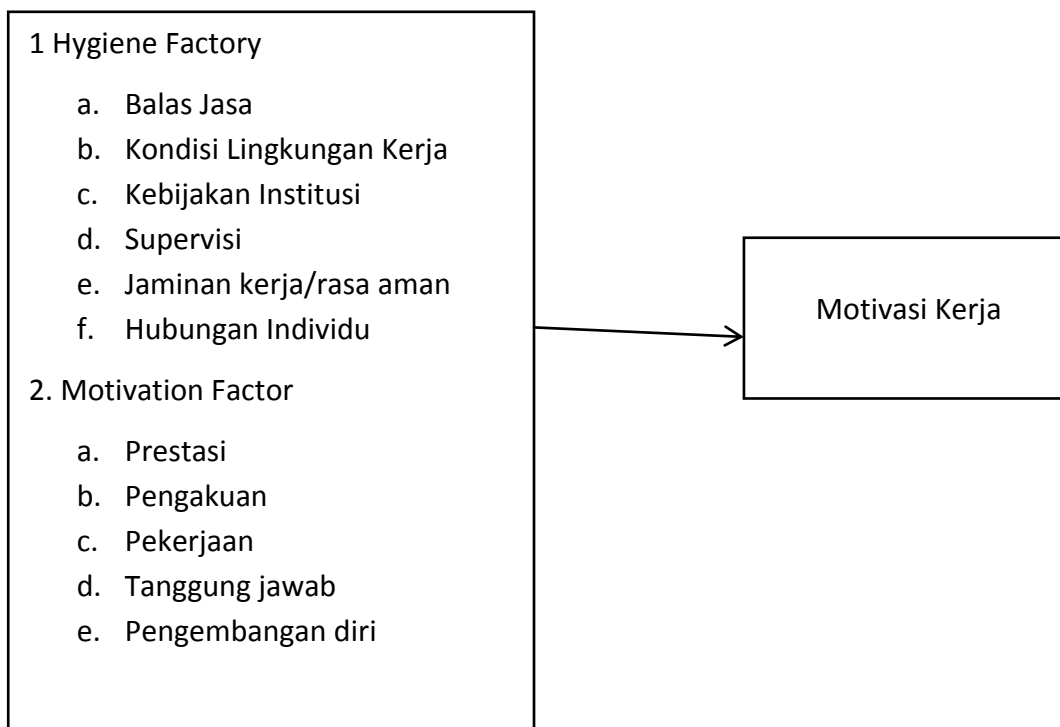 1 Hygiene Factory
a. Balas Jasa
b. Kondisi Lingkungan Kerja
c. Kebijakan Institusi
d. Supervisi
e. Jaminan kerja/rasa aman
f. Hubungan Individu
2. Motivation Factor
a. Prestasi
b. Pengakuan
c. Pekerjaan
d. Tanggung jawab
e. Pengembangan diri
Motivasi Kerja